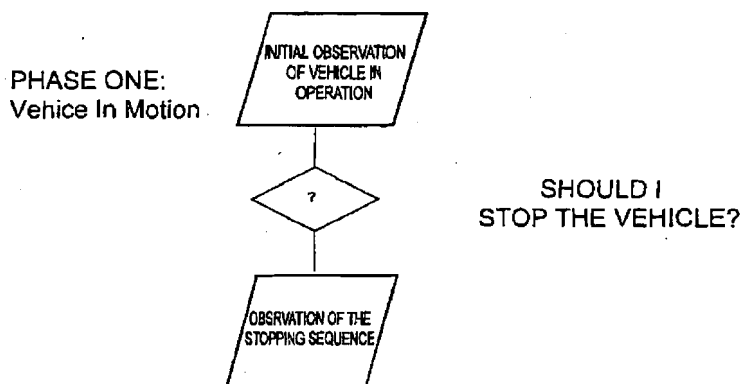 INITIAL OBSERVATION
OF VEHICLE IN
OPERATION
PHASE ONE:
Vehice In Motion
?
SHOULD I
STOP THE VEHICLE?
OBSRVATION OF THE
STOPPING SEQUENCE